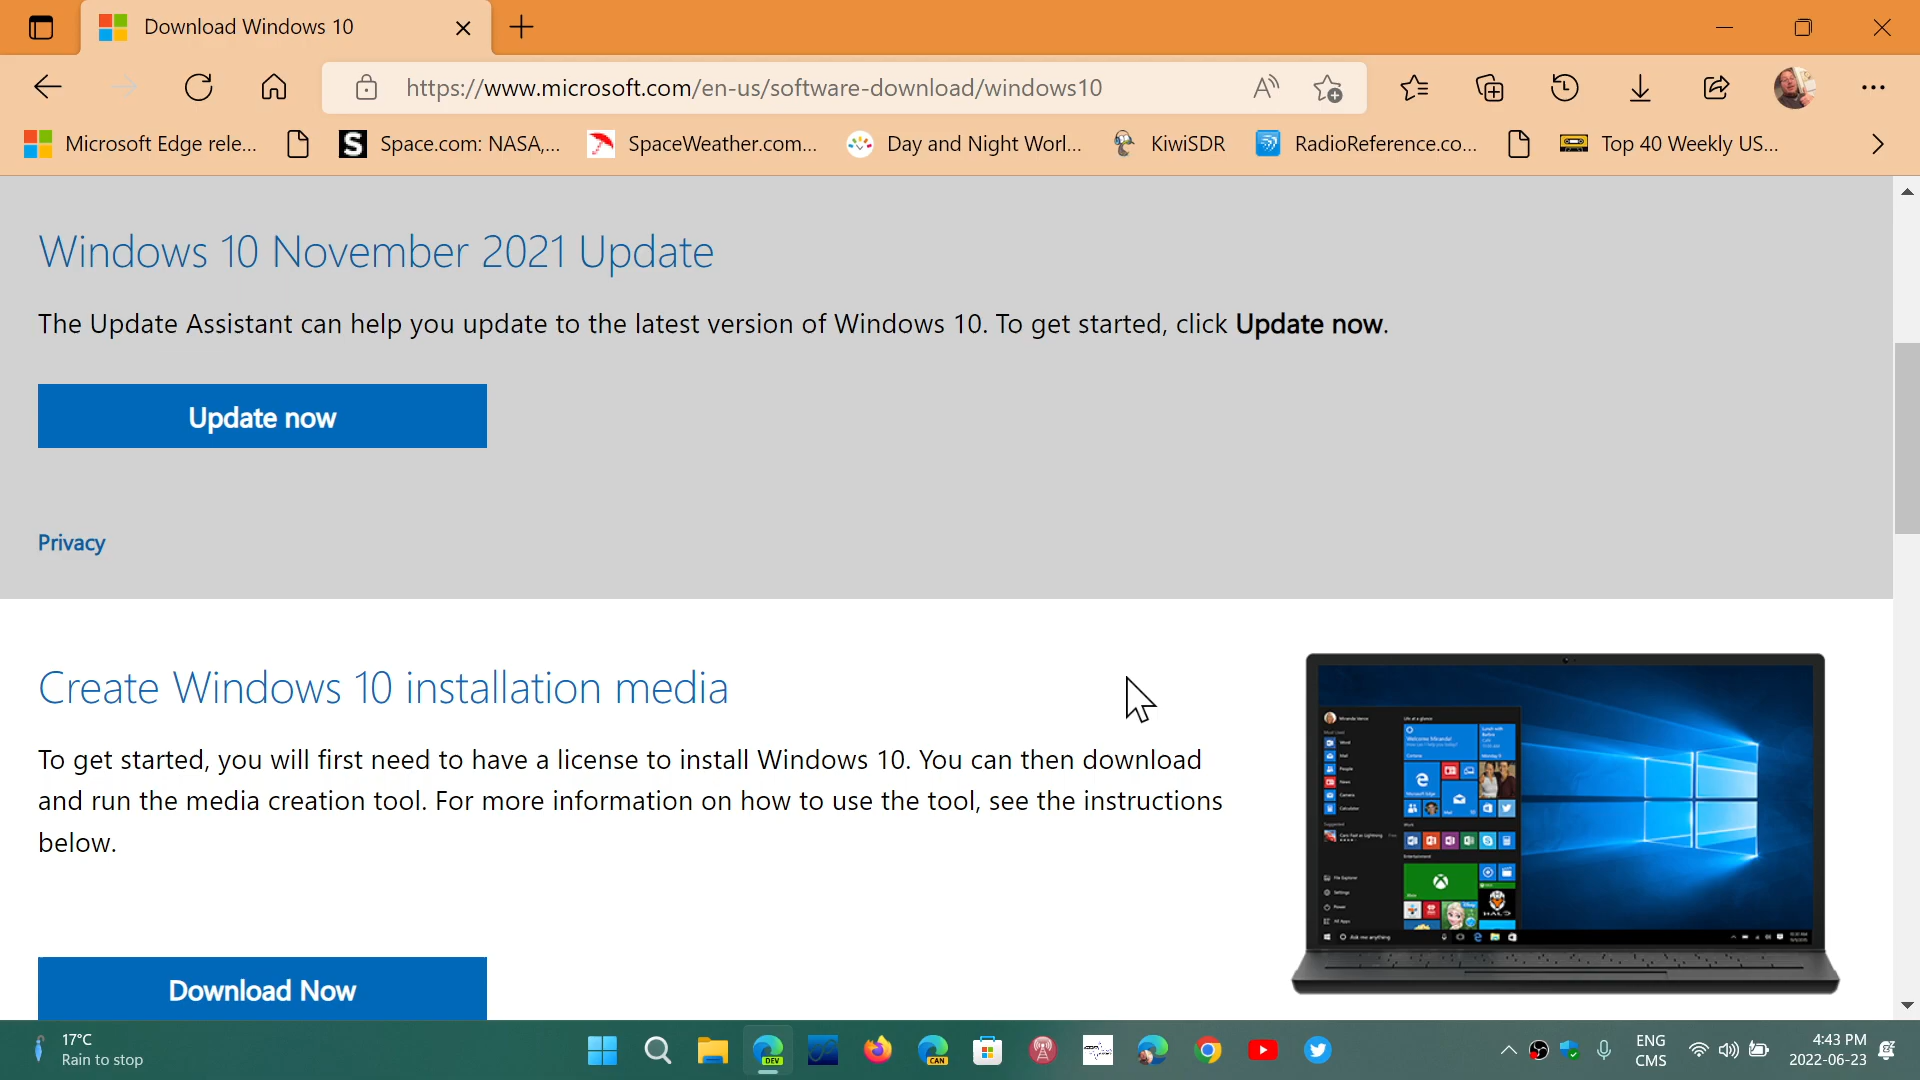 Download Windows 10
https://www.microsoft.com/en-us/software-download/windows10
Microsoft Edge rele...
Space.com: NASA,...
SpaceWeather.com...
Day and Night Worl...
KiwiSDR
RadioReference.co...
Top 40 Weekly US...
Windows 10 November 2021 Update
The Update Assistant can help you update to the latest version of Windows 10. To get started, click Update now.
Update now
Privacy
Create Windows 10 installation media
To get started, you will first need to have a license to install Windows 10. You can then download
and run the media creation tool. For more information on how to use the tool, see the instructions
below.
Download Now
17°C
Rain to stop
DEV
CAN
ENG
CMS
4:43 PM
2022-06-23